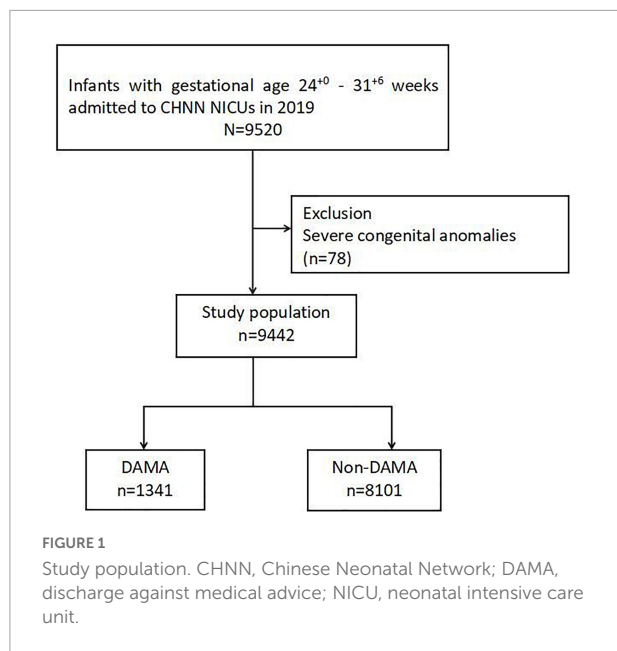 Infants with gestational age 24+0 - 31+6 weeks
admitted to CHNN NICUs in 2019
N=9520
Exclusion
Severe congenital anomalies
(n=78)
Study population
n=9442
DAMA
n=1341
Non-DAMA
n=8101
FIGURE 1
Study population. CHNN, Chinese Neonatal Network; DAMA,
discharge against medical advice; NICU, neonatal intensive care
unit.